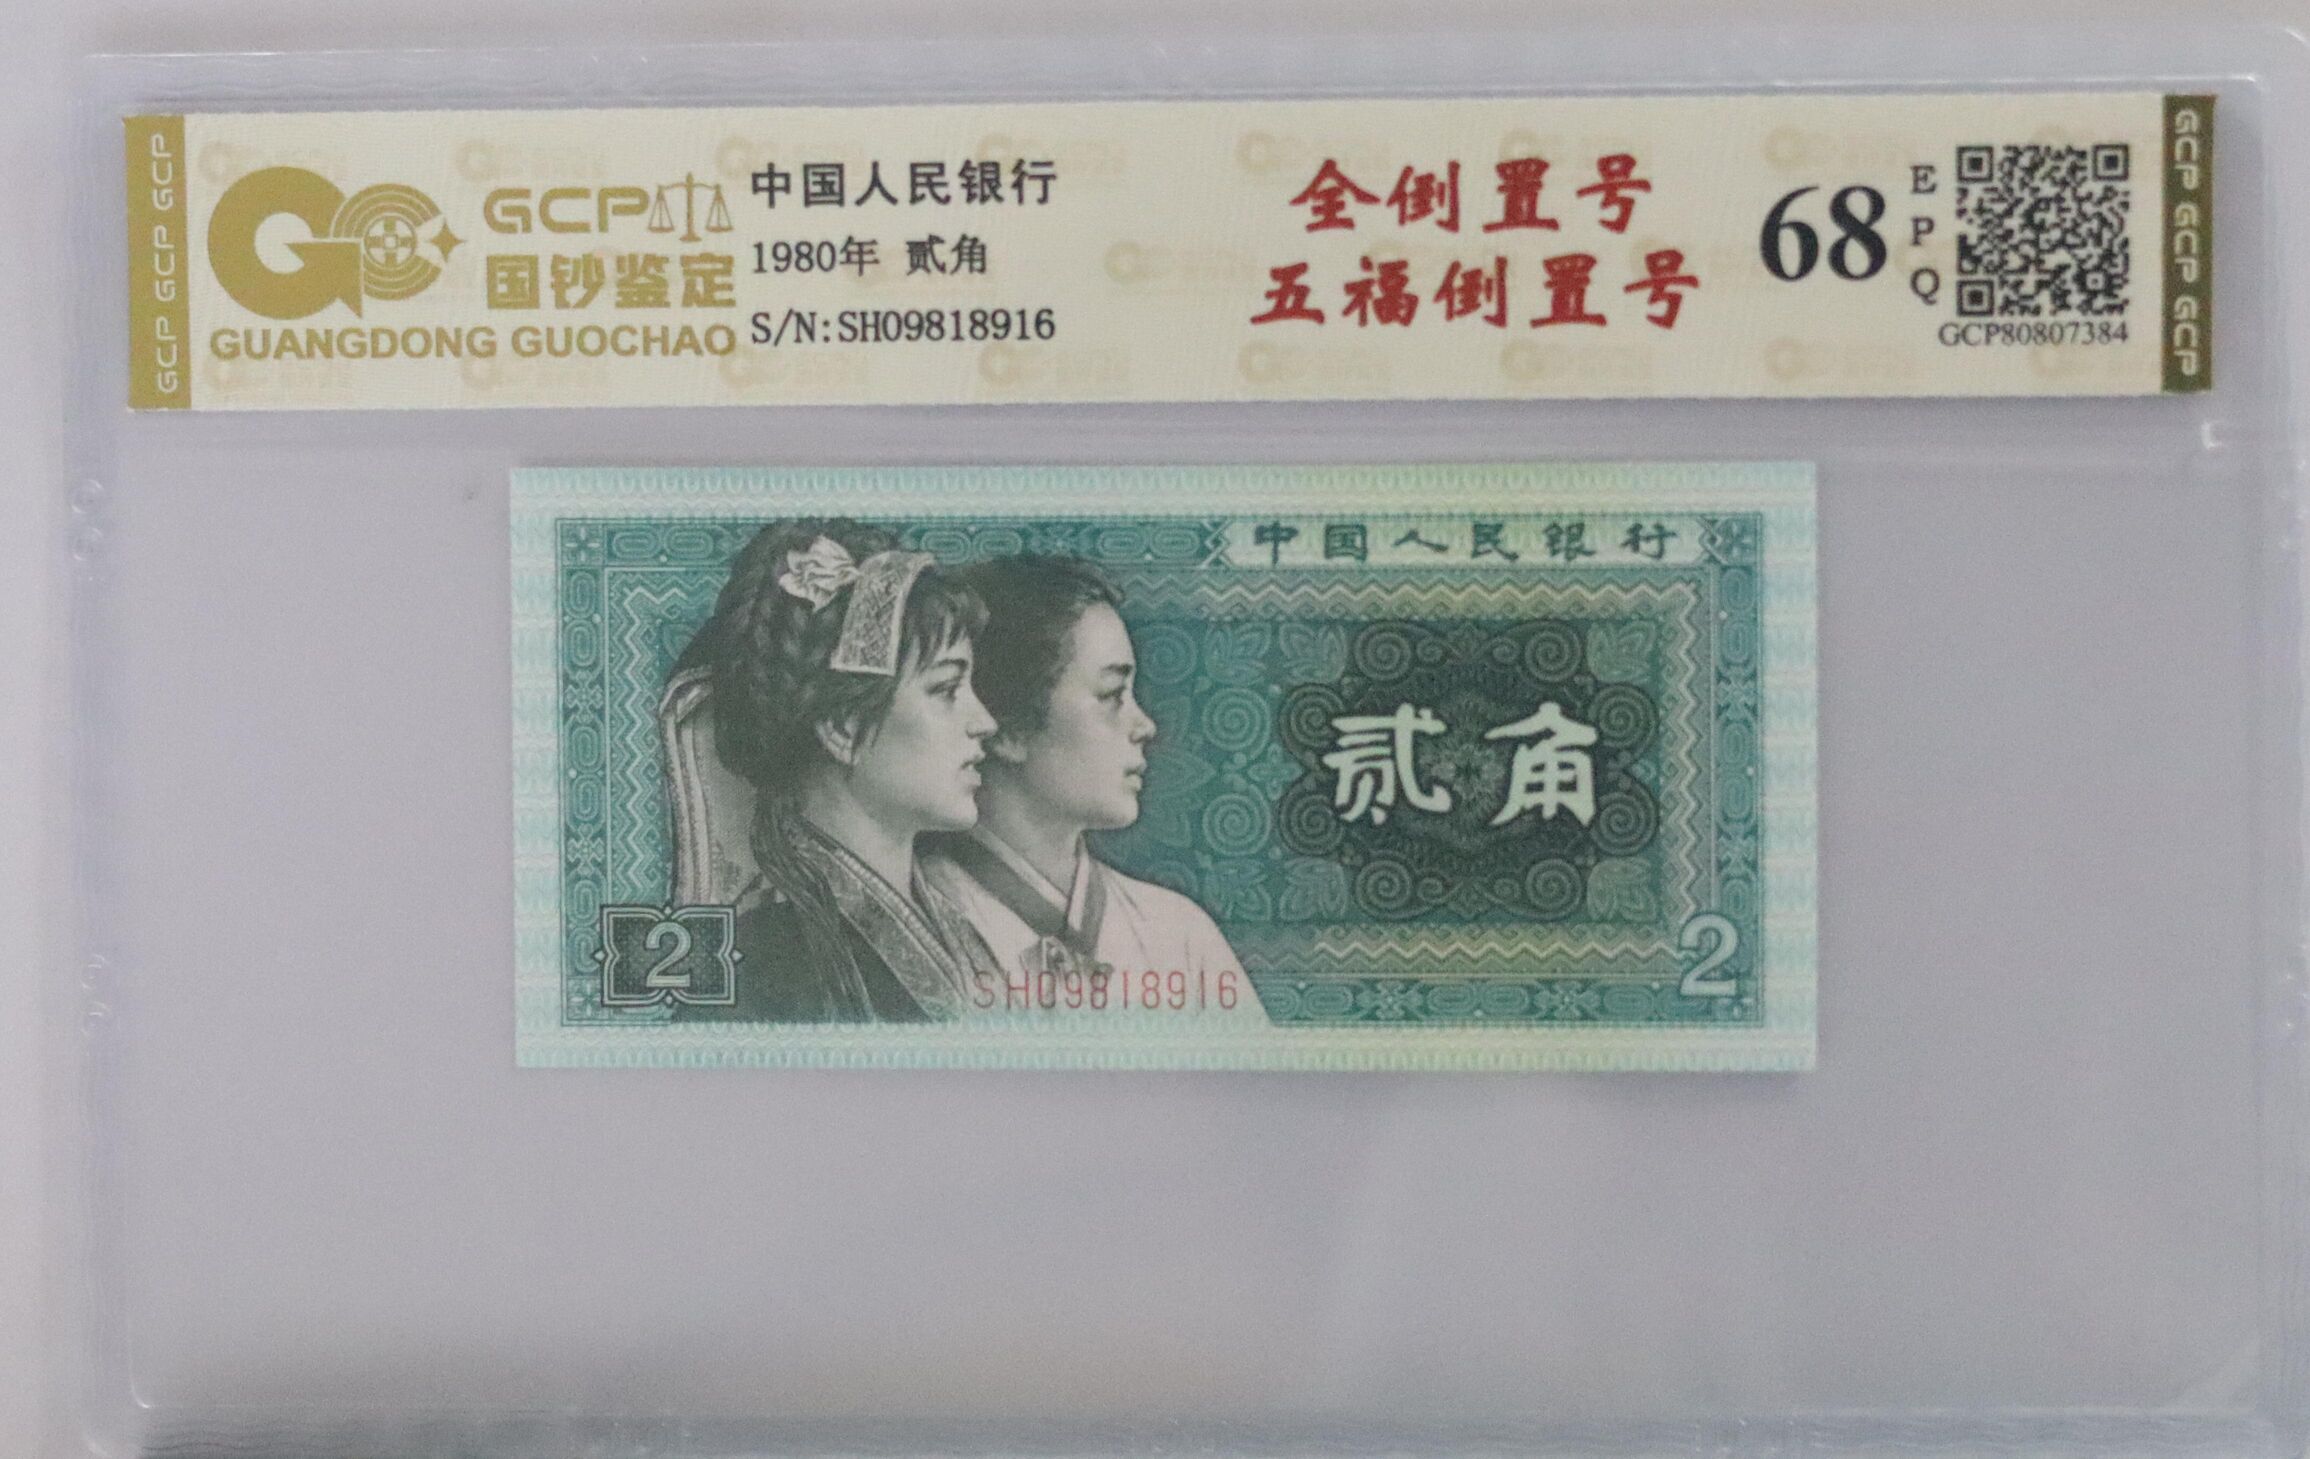 GCP GCP GCP
GCP
国钞鉴定
GUANGDONG GUOCHAO
中国人民银行
1980年 贰角
S/N:SH09818916
全倒置号
五福倒置号
68
EPQ
GCP80807384
GCP GCP GCP
中国人民银行
贰角
2
SH09818916
2